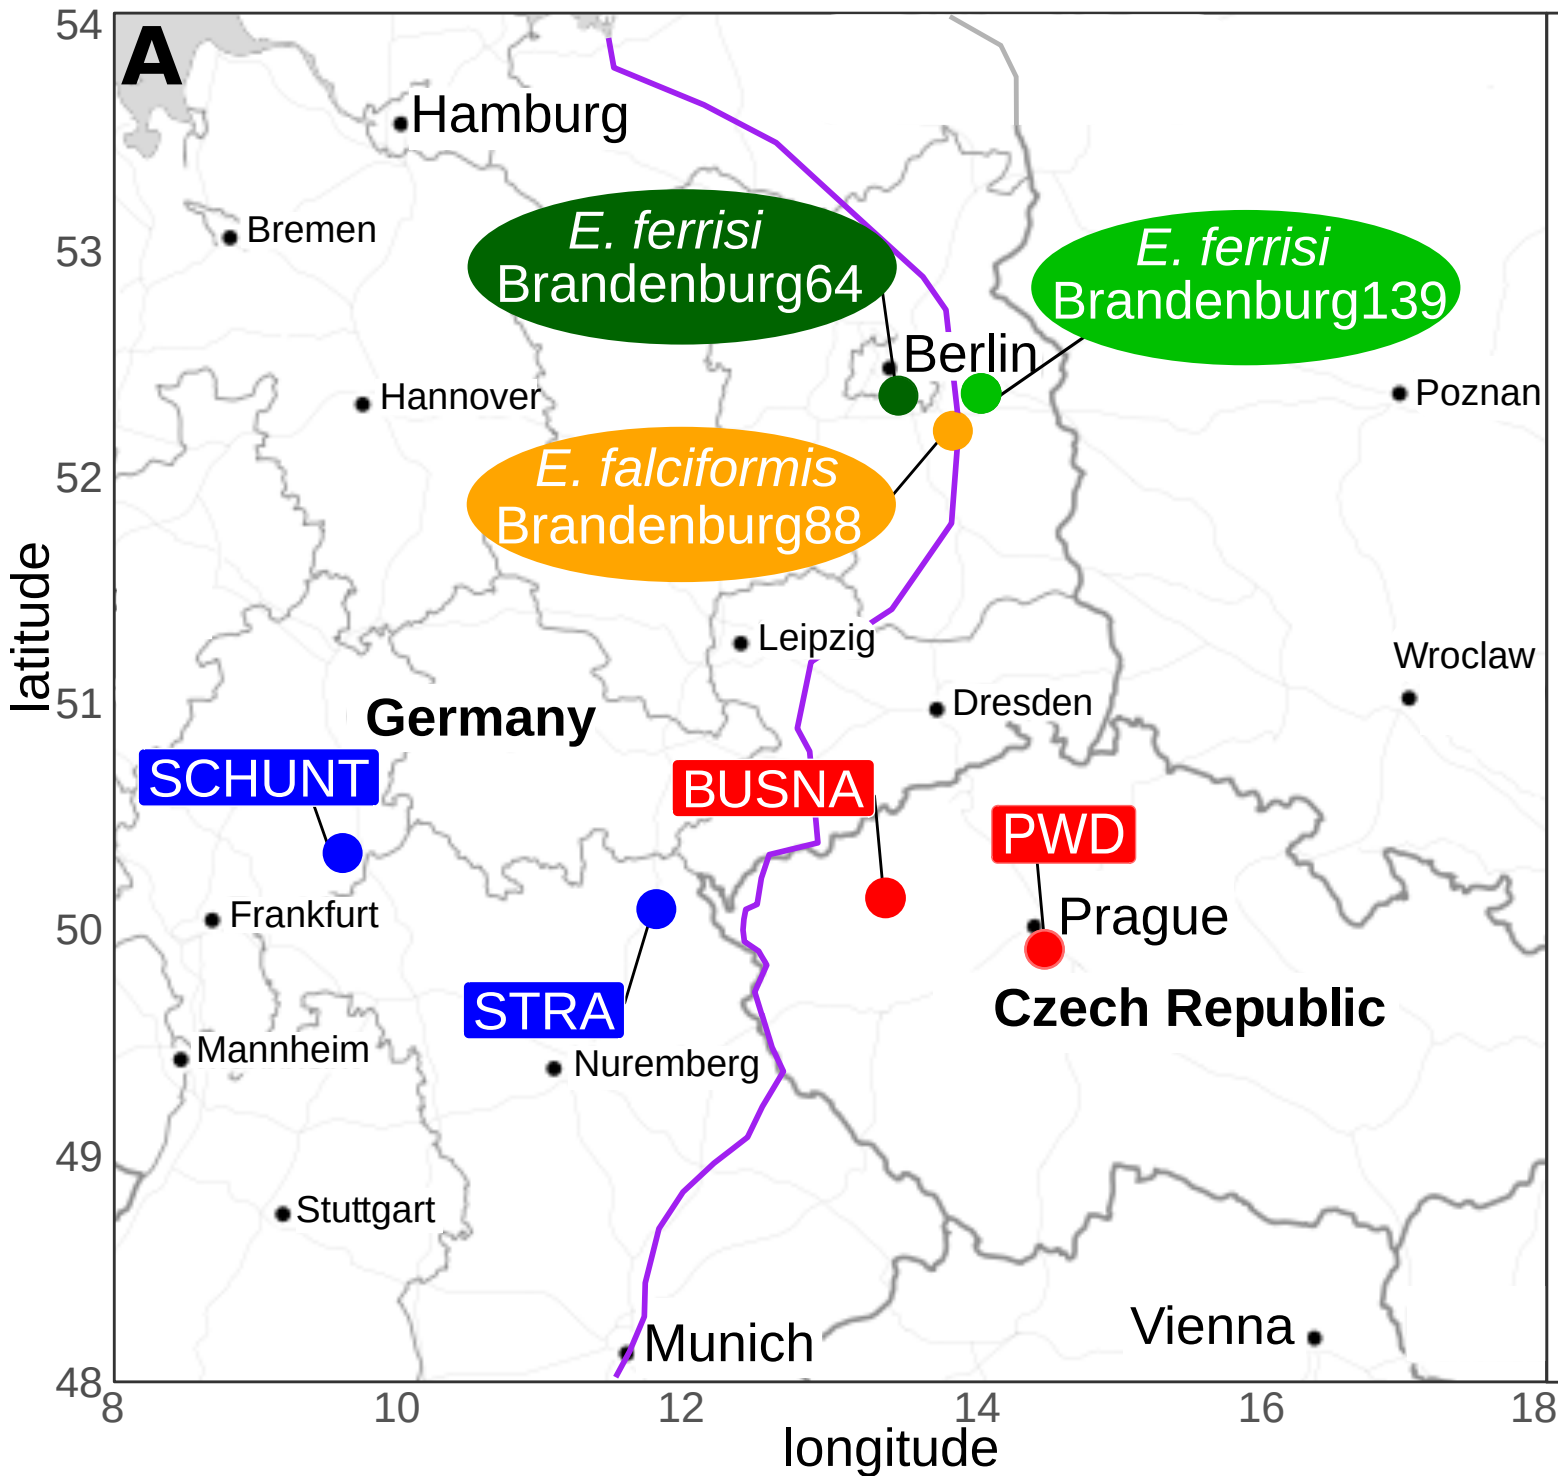 A
54
53
52
51
50
49
48
latitude
Hamburg
Bremen
E. ferrisi
Brandenburg64
E. ferrisi
Brandenburg139
Berlin
Hannover
Poznan
E. falciformis
Brandenburg88
Leipzig
Wroclaw
Dresden
Germany
SCHUNT
BUSNA
PWD
Frankfurt
Prague
STRA
Czech Republic
Mannheim
Nuremberg
Stuttgart
Munich
Vienna
8
10
12
14
16
18
longitude